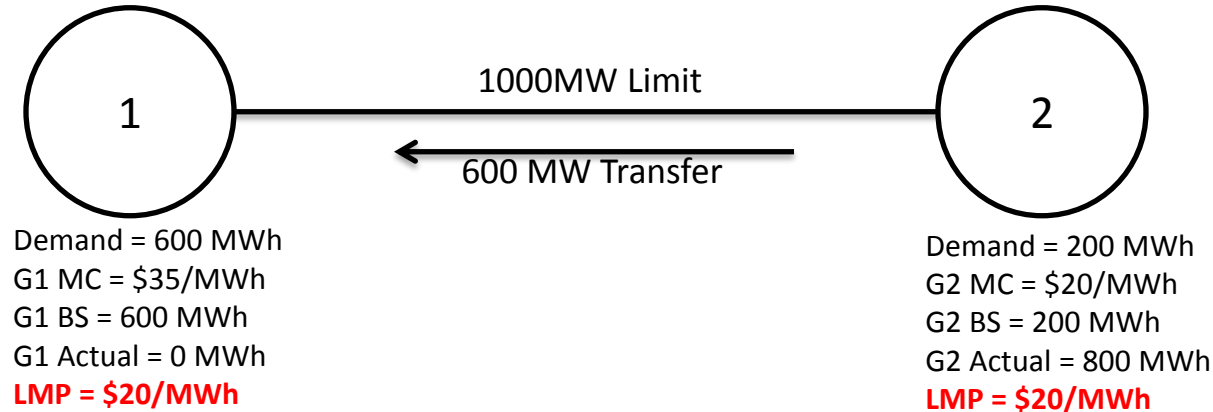 1
1000MW Limit
600 MW Transfer
2
Demand = 600 MWh
G1 MC = $35/MWh
G1 BS = 600 MWh
G1 Actual = 0 MWh
LMP = $20/MWh
Demand = 200 MWh
G2 MC = $20/MWh
G2 BS = 200 MWh
G2 Actual = 800 MWh
LMP = $20/MWh